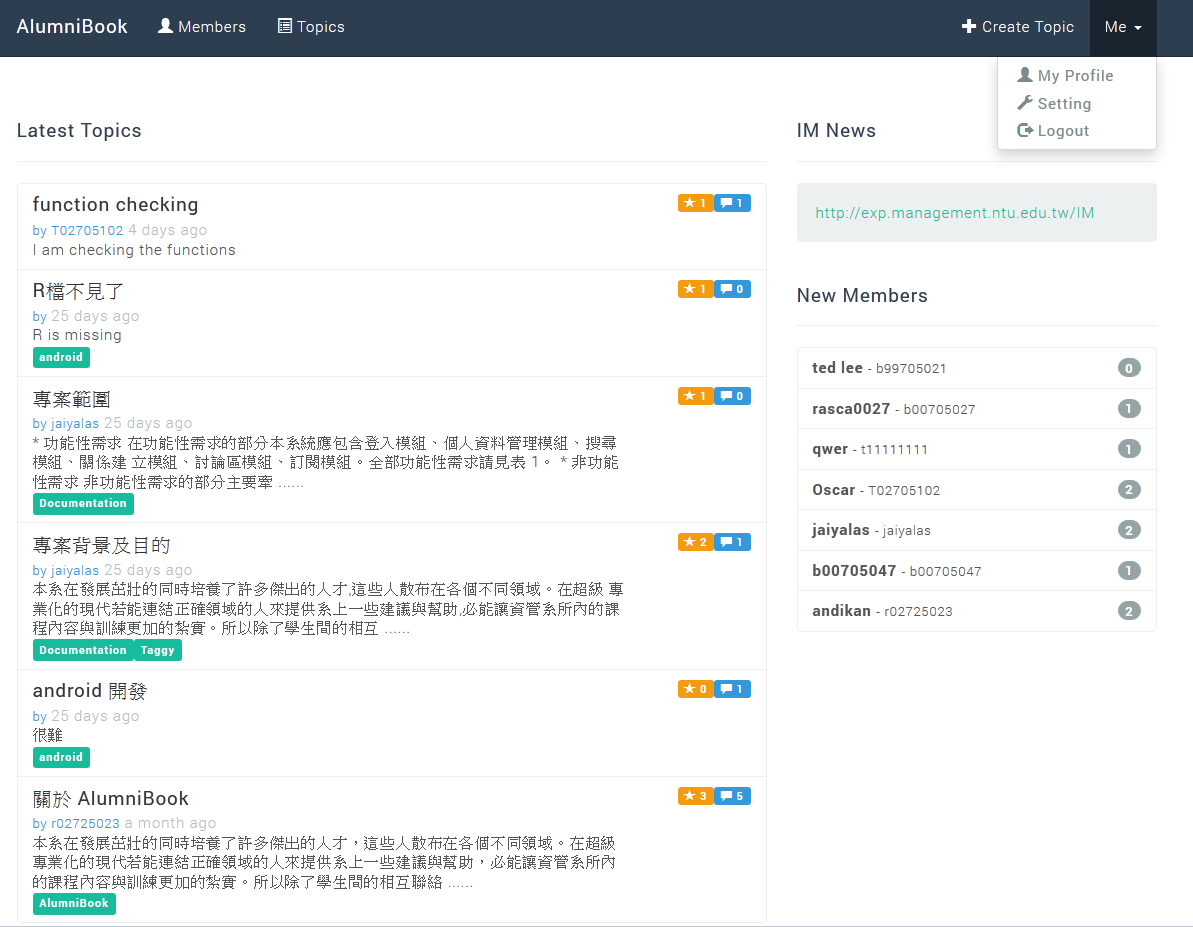 AlumniBook Members Topics Create Topic Me
My Profile
Setting
Logout
Latest Topics
function checking 1 1
by T02705102 4 days ago
I am checking the functions
R檔不見了 1 0
by 25 days ago
R is missing
android
專案範圍 1 0
by jaiyalas 25 days ago
* 功能性需求 在功能性需求的部分本系統應包含登入模組、個人資料管理模組、搜尋
模組、關係建 立模組、討論區模組、訂閱模組。全部功能性需求請見表 1。 * 非功能
性需求 非功能性需求的部分主要牽 ......
Documentation
專案背景及目的 2 1
by jaiyalas 25 days ago
本系在發展茁壯的同時培養了許多傑出的人才,這些人散布在各個不同領域。在超級 專
業化的現代若能連結正確領域的人來提供系上一些建議與幫助,必能讓資管系所內的課
程內容與訓練更加的紮實。所以除了學生間的相互 ......
Documentation Taggy
android 開發 0 1
by 25 days ago
很難
android
關於 AlumniBook 3 5
by r02725023 a month ago
本系在發展茁壯的同時培養了許多傑出的人才，這些人散布在各個不同領域。在超級
專業化的現代若能連結正確領域的人來提供系上一些建議與幫助，必能讓資管系所內
的課程內容與訓練更加的紮實。所以除了學生間的相互聯絡 ......
AlumniBook
IM News
http://exp.management.ntu.edu.tw/IM
New Members
ted lee - b99705021 0
rasca0027 - b00705027 1
qwer - t11111111 1
Oscar - T02705102 2
jaiyalas - jaiyalas 2
b00705047 - b00705047 1
andikan - r02725023 2